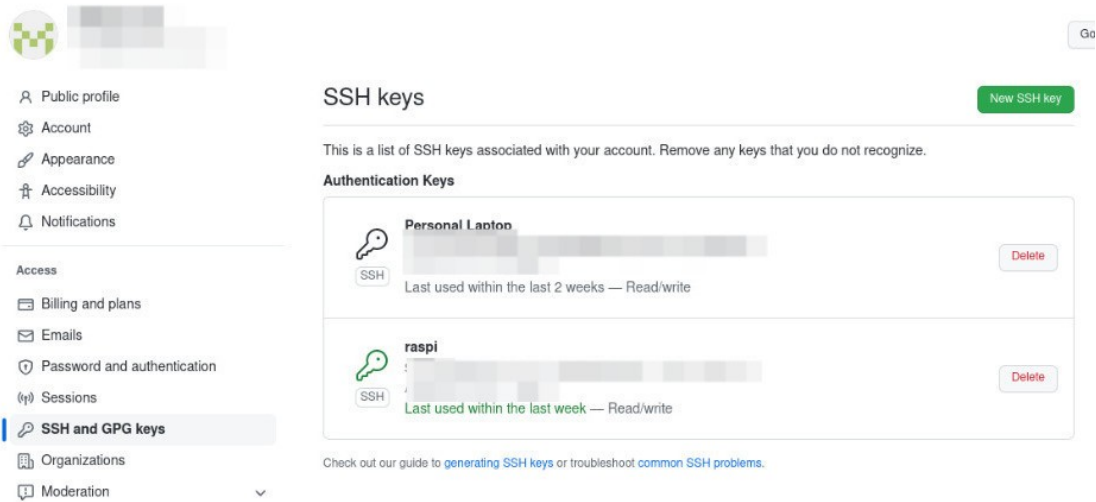 Go
Public profile
Account
Appearance
Accessibility
Notifications
Access
Billing and plans
Emails
Password and authentication
Sessions
SSH and GPG keys
Organizations
Moderation
SSH keys
New SSH key
This is a list of SSH keys associated with your account. Remove any keys that you do not recognize.
Authentication Keys
Personal Laptop
SSH
Last used within the last 2 weeks — Read/write
Delete
raspi
SSH
Last used within the last week — Read/write
Delete
Check out our guide to generating SSH keys or troubleshoot common SSH problems.